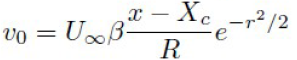 $v_0 = U_\infty \beta \frac{x - X_c}{R} e^{-r^2/2}$